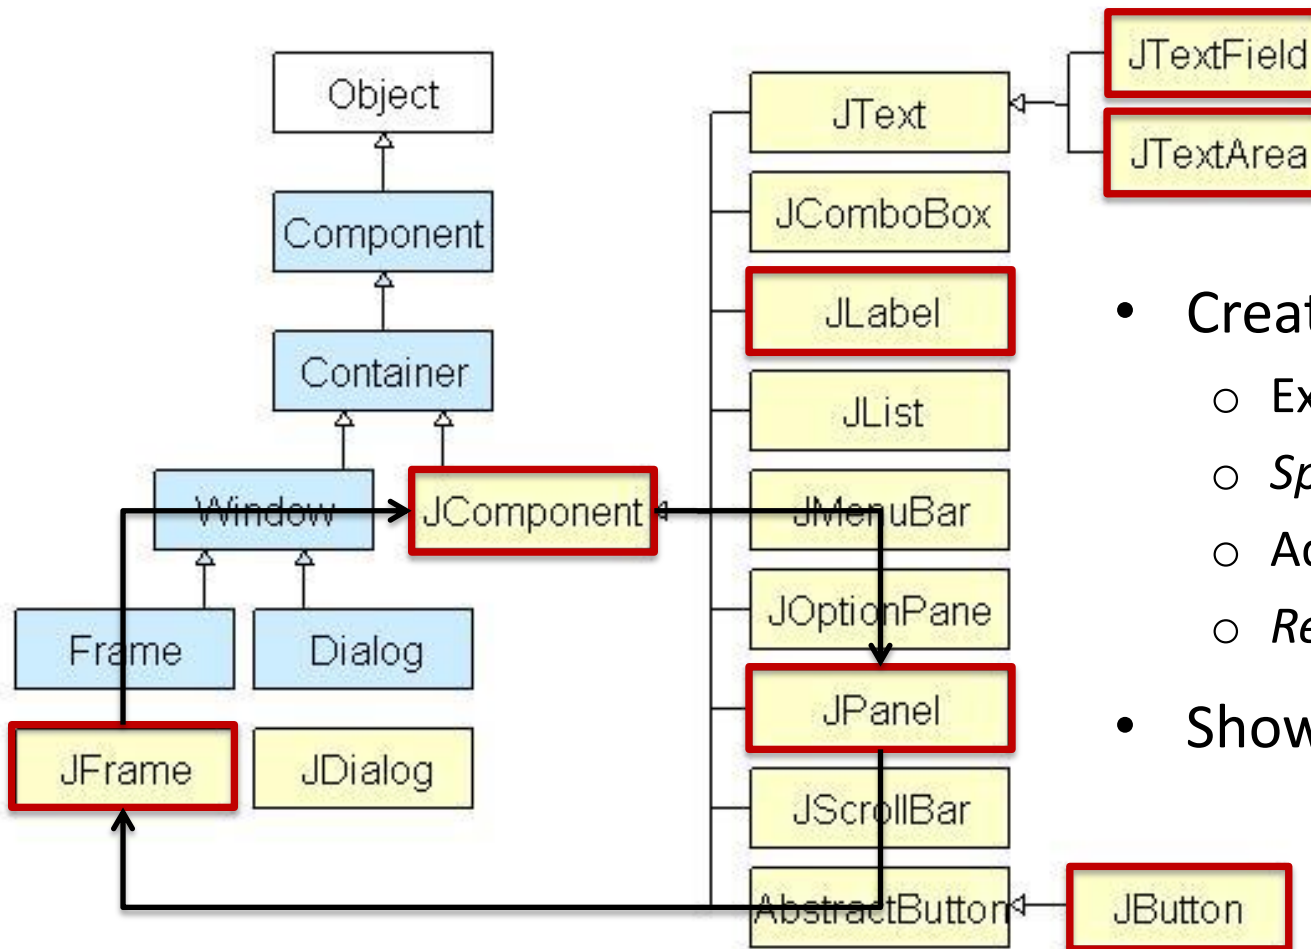 Object
Component
Container
Window
JComponent
Frame
Dialog
JFrame
JDialog
JText
JComboBox
JLabel
JList
JMenuBar
JOptionPane
JPanel
JScrollBar
AbstractButton
JTextField
JTextArea
JButton
• Creat
o Ex
o Sp
o Ad
o Re
• Show